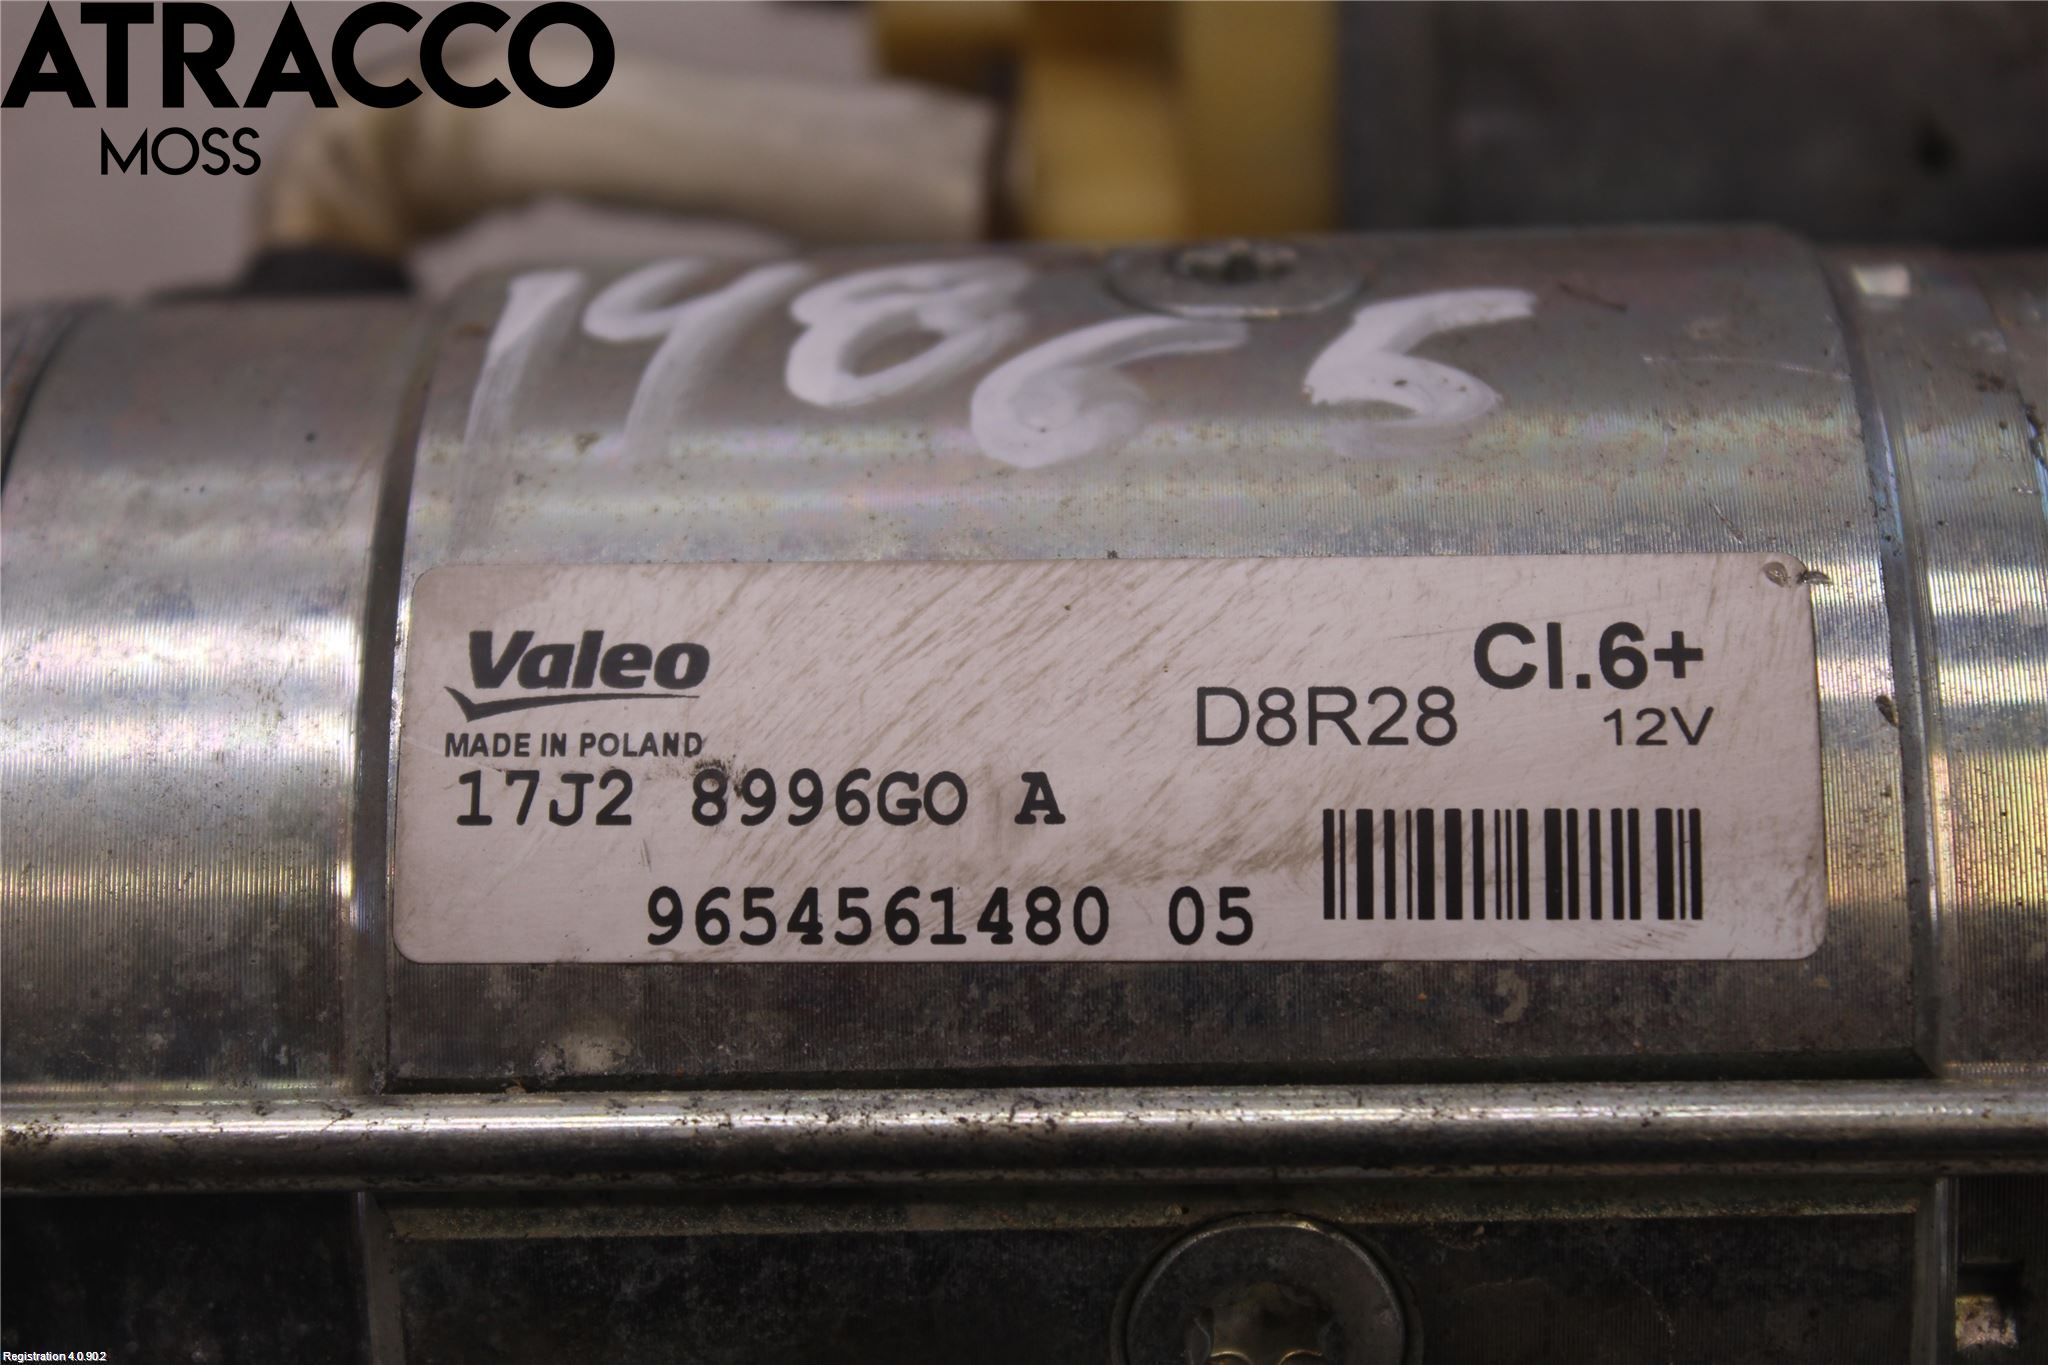 ATRACCO
MOSS
14865
Valeo
MADE IN POLAND
D8R28
Cl.6+
12V
17J2 8996GO A
9654561480 05
Registration 4.0.90.2